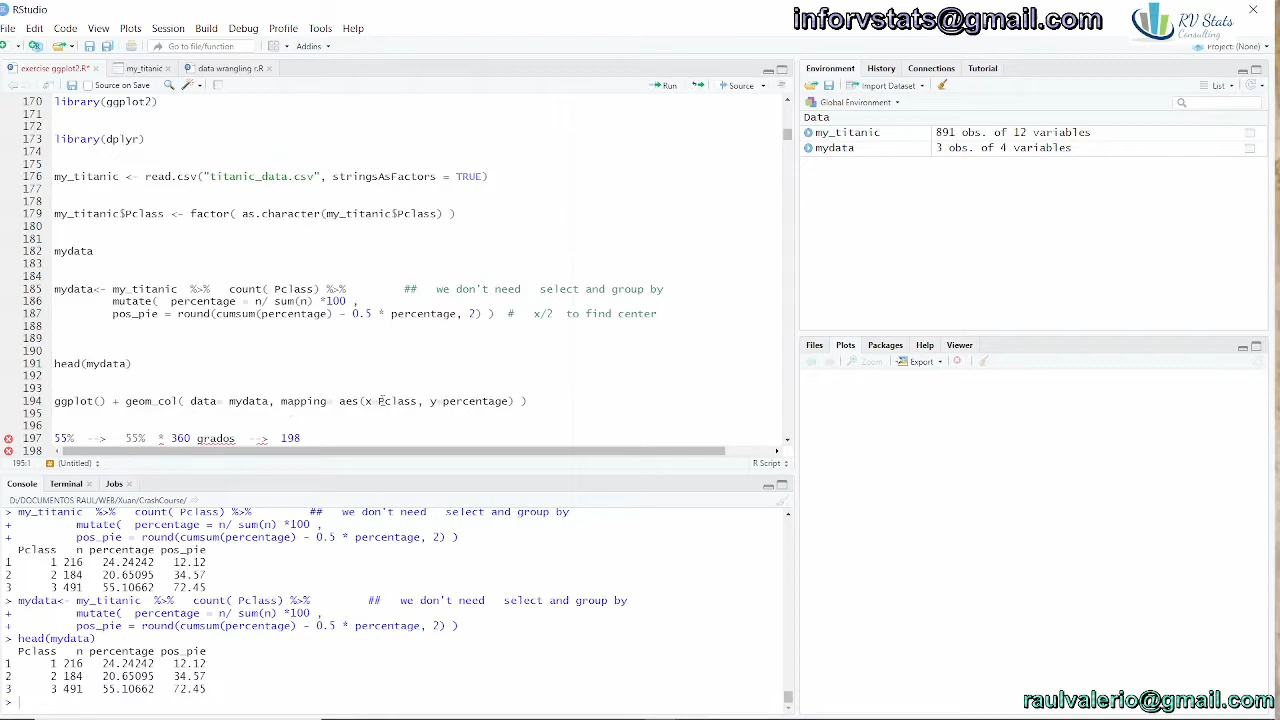 RStudio
inforvstats@gmail.com
RV Stats
Consulting
File Edit Code View Plots Session Build Debug Profile Tools Help
Go to file/function
Addins
Project: (None)
exercise ggplot2.R*
my_titanic
data wrangling r.R
Source on Save
Run
Source
170 library(ggplot2)
171
172
173 library(dplyr)
174
175
176 my_titanic <- read.csv("titanic_data.csv", stringsAsFactors = TRUE)
177
178
179 my_titanic$Pclass <- factor( as.character(my_titanic$Pclass) )
180
181
182 mydata
183
184
185 mydata<- my_titanic %>% count( Pclass) %>% ## we don't need select and group by
186 mutate( percentage = n/ sum(n) *100 ,
187 pos_pie = round(cumsum(percentage) - 0.5 * percentage, 2) ) # x/2 to find center
188
189
190
191 head(mydata)
192
193
194 ggplot() + geom_col( data= mydata, mapping= aes(x=Pclass, y=percentage) )
195
196
197 55% --> 55% * 360 grados --> 198
198
195:1
(Untitled)
R Script
Console Terminal Jobs
> my_titanic %>% count( Pclass) %>% ## we don't need select and group by
+ mutate( percentage = n/ sum(n) *100 ,
+ pos_pie = round(cumsum(percentage) - 0.5 * percentage, 2) )
Pclass n percentage pos_pie
1 1 216 24.24242 12.12
2 2 184 20.65095 34.57
3 3 491 55.10662 72.45
> mydata<- my_titanic %>% count( Pclass) %>% ## we don't need select and group by
+ mutate( percentage = n/ sum(n) *100 ,
+ pos_pie = round(cumsum(percentage) - 0.5 * percentage, 2) )
> head(mydata)
Pclass n percentage pos_pie
1 1 216 24.24242 12.12
2 2 184 20.65095 34.57
3 3 491 55.10662 72.45
>
Environment History Connections Tutorial
Import Dataset
List
Global Environment
Data
my_titanic 891 obs. of 12 variables
mydata 3 obs. of 4 variables
Files Plots Packages Help Viewer
Zoom Export
raulvalerio@gmail.com